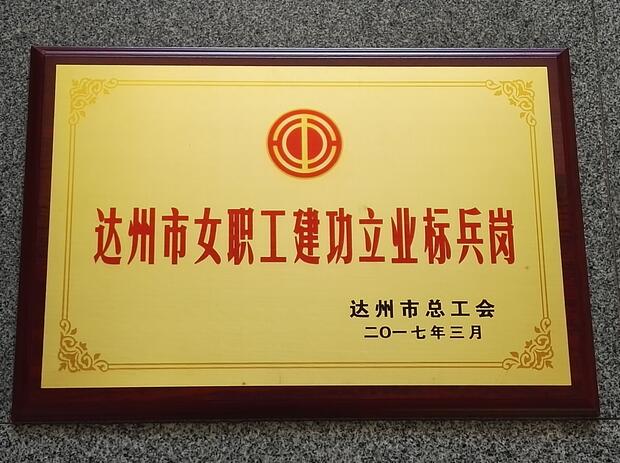 达州市女职工建功立业标兵岗
达州市总工会
二〇一七年三月